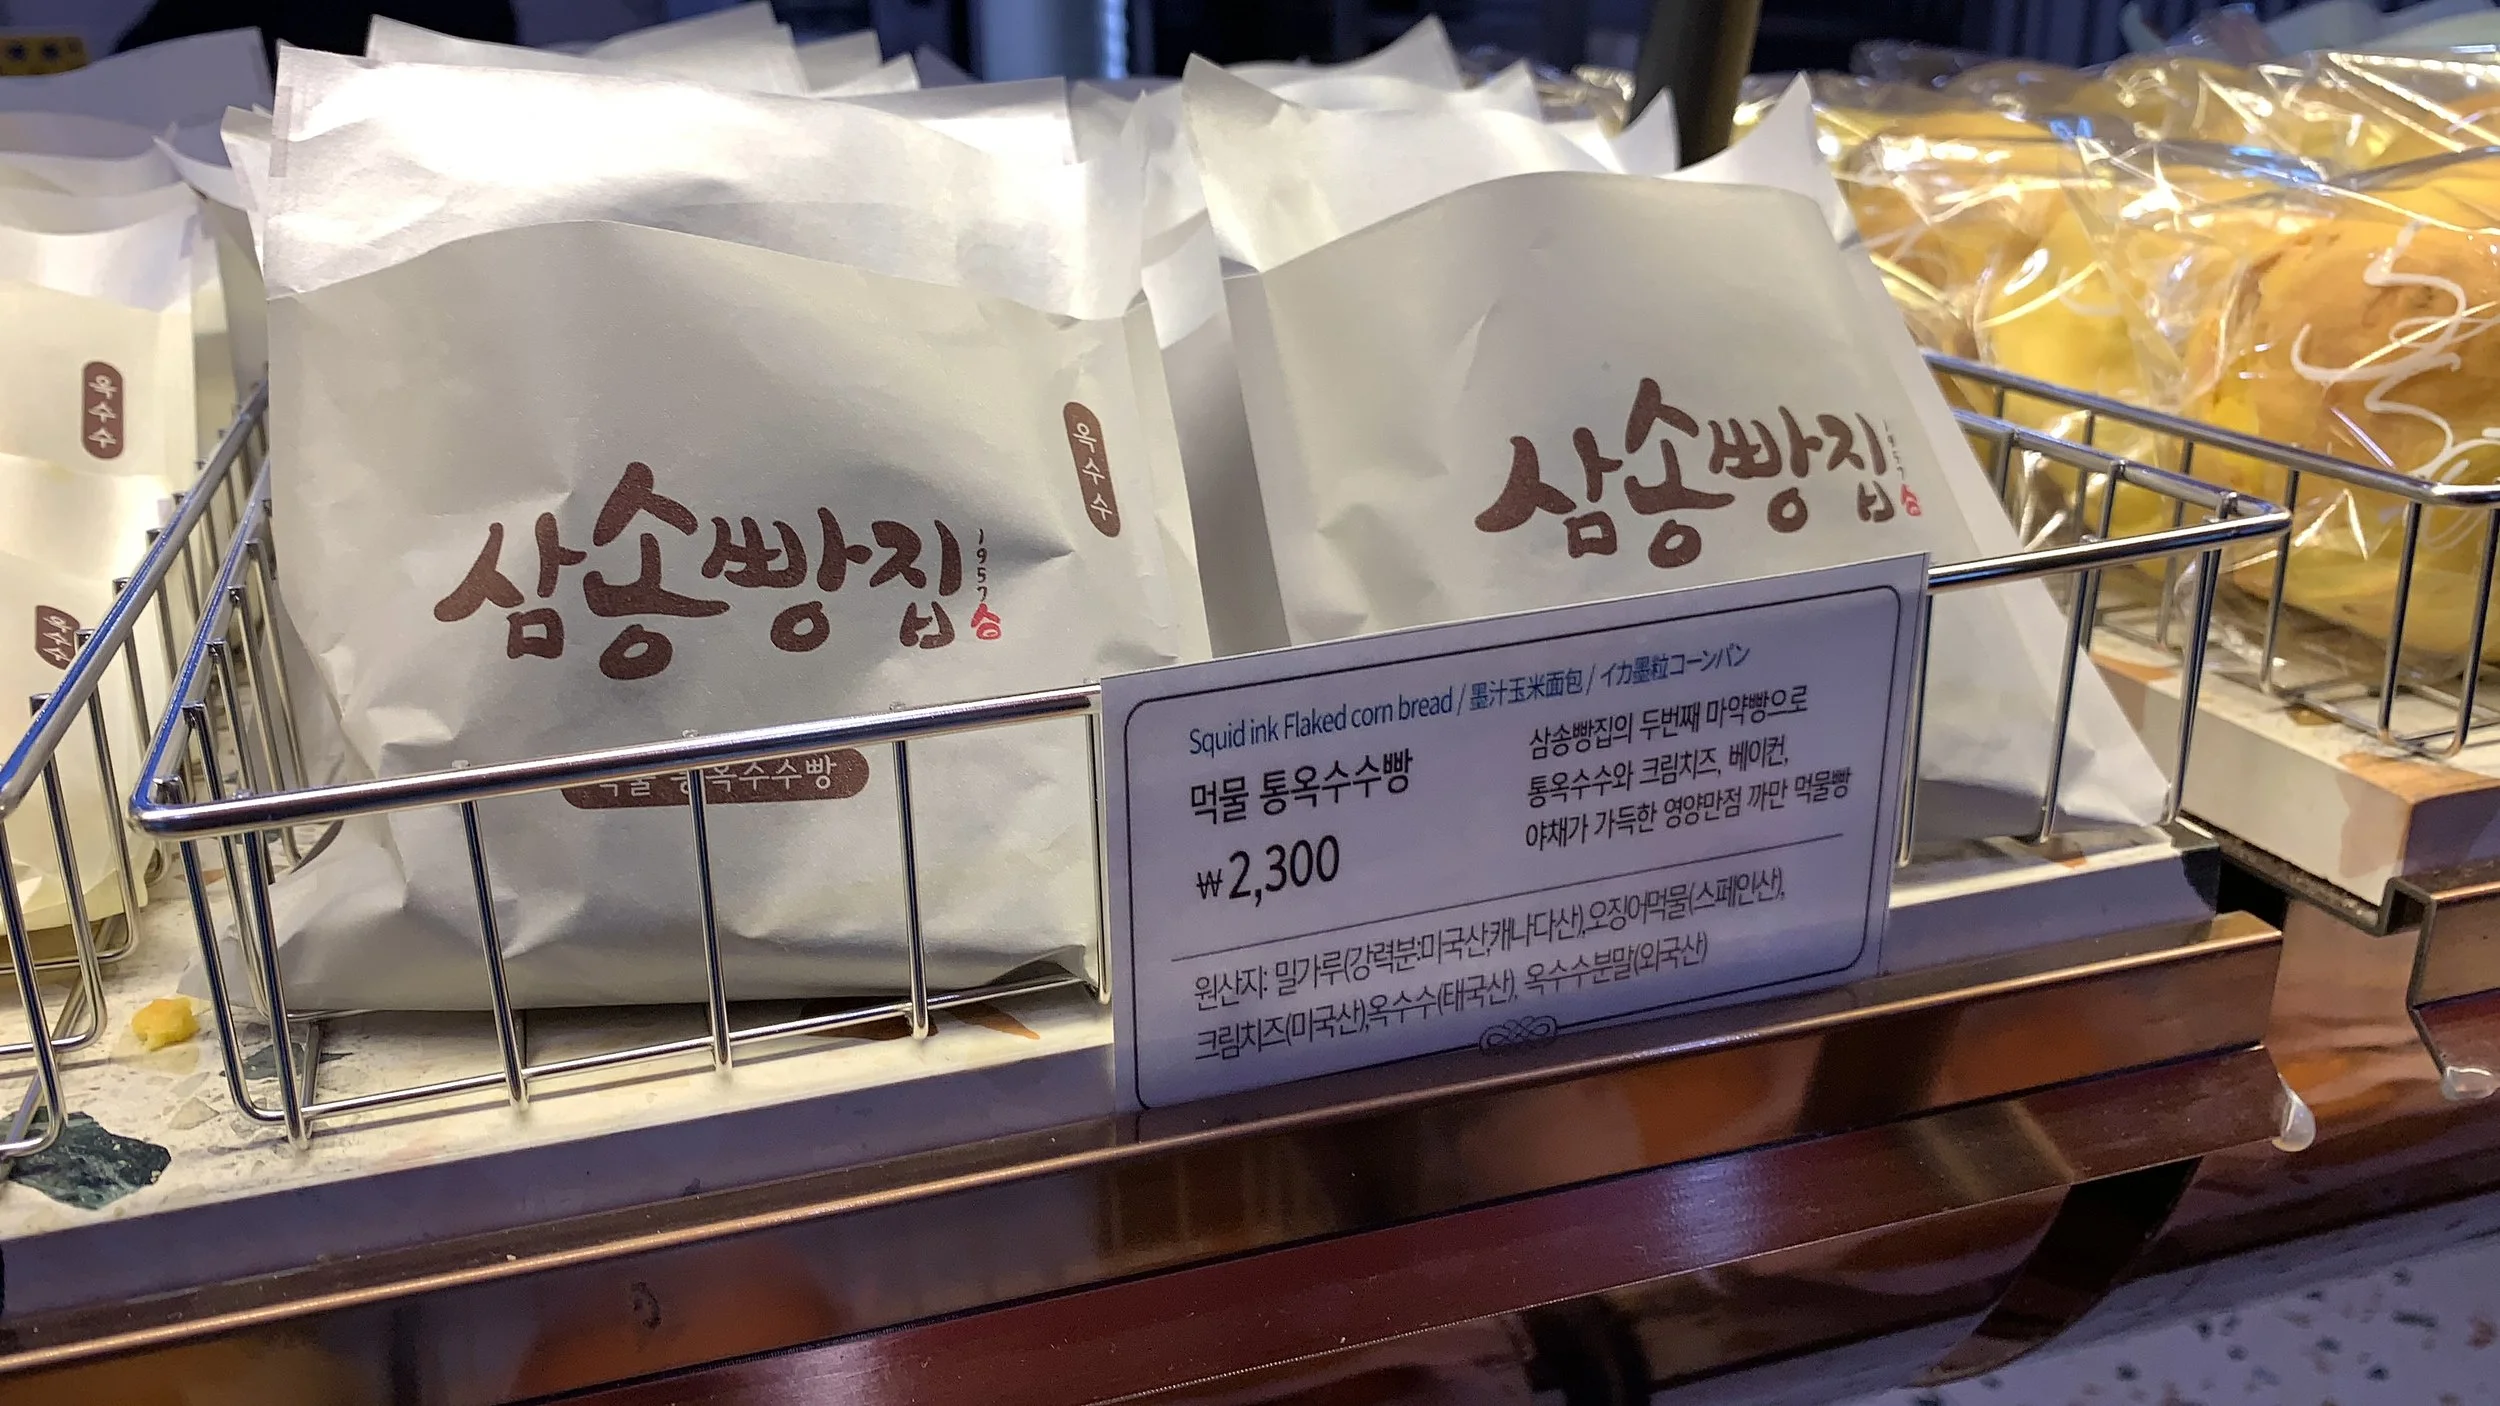 옥수수
삼송빵집
1957
옥수수
먹물 통옥수수빵
삼송빵집
1957
Squid ink Flaked corn bread / 墨汁玉米面包 / イカ墨粒コーンパン
먹물 통옥수수빵
₩2,300
삼송빵집의 두번째 마약빵으로
통옥수수와 크림치즈, 베이컨,
야채가 가득한 영양만점 까만 먹물빵
원산지: 밀가루(강력분:미국산,캐나다산),오징어먹물(스페인산),
크림치즈(미국산),옥수수(태국산), 옥수수분말(외국산)